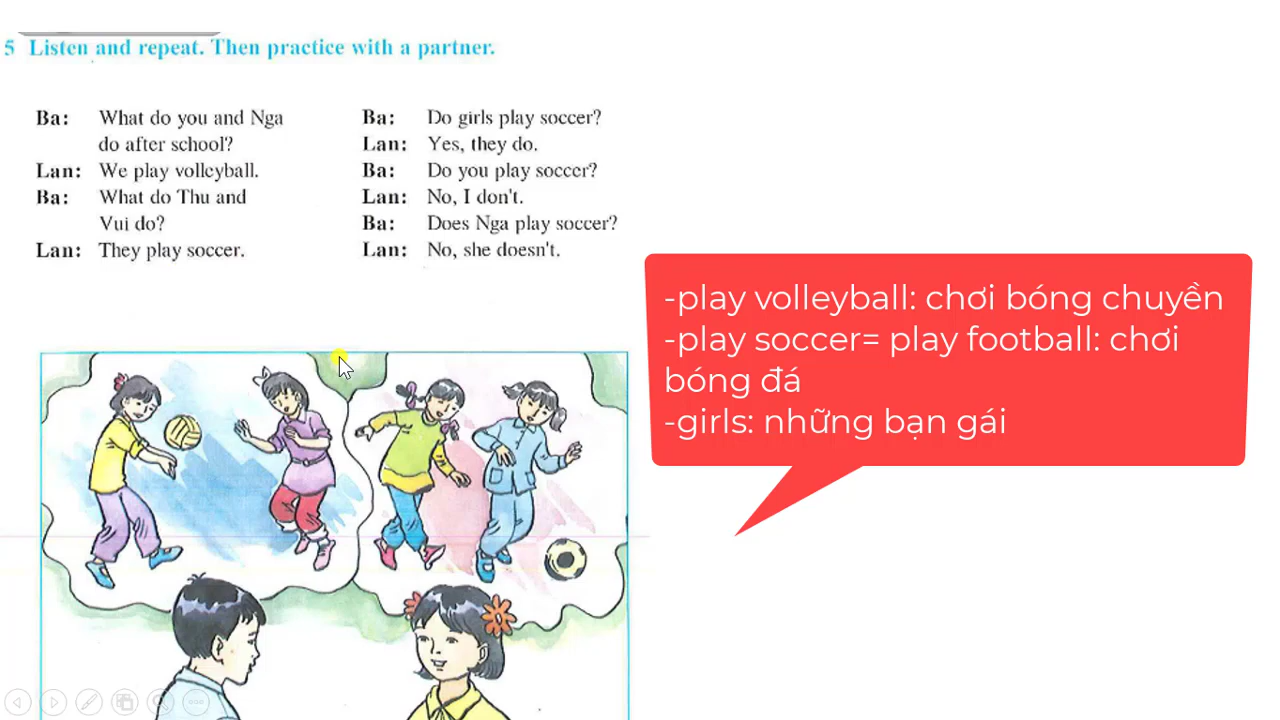 5 Listen and repeat. Then practice with a partner.
Ba: What do you and Nga
do after school?
Lan: We play volleyball.
Ba: What do Thu and
Vui do?
Lan: They play soccer.
Ba: Do girls play soccer?
Lan: Yes, they do.
Ba: Do you play soccer?
Lan: No, I don't.
Ba: Does Nga play soccer?
Lan: No, she doesn't.
-play volleyball: chơi bóng chuyền
-play soccer= play football: chơi
bóng đá
-girls: những bạn gái